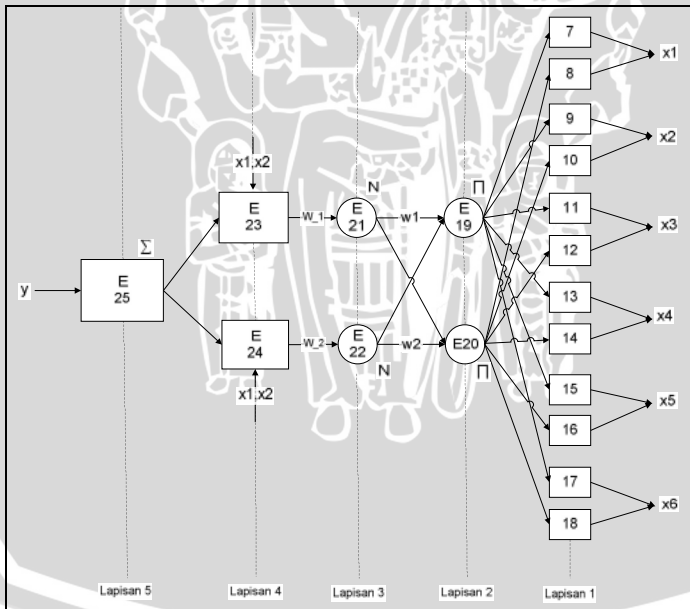 7
x1
8
9
x2
10
x1,x2
N
Π
E
23
W_1
E
21
w1
E
19
11
x3
12
Σ
y
E
25
13
x4
14
E
24
W_2
E
22
w2
E20
N
Π
x1,x2
15
x5
16
17
x6
18
Lapisan 5
Lapisan 4
Lapisan 3
Lapisan 2
Lapisan 1